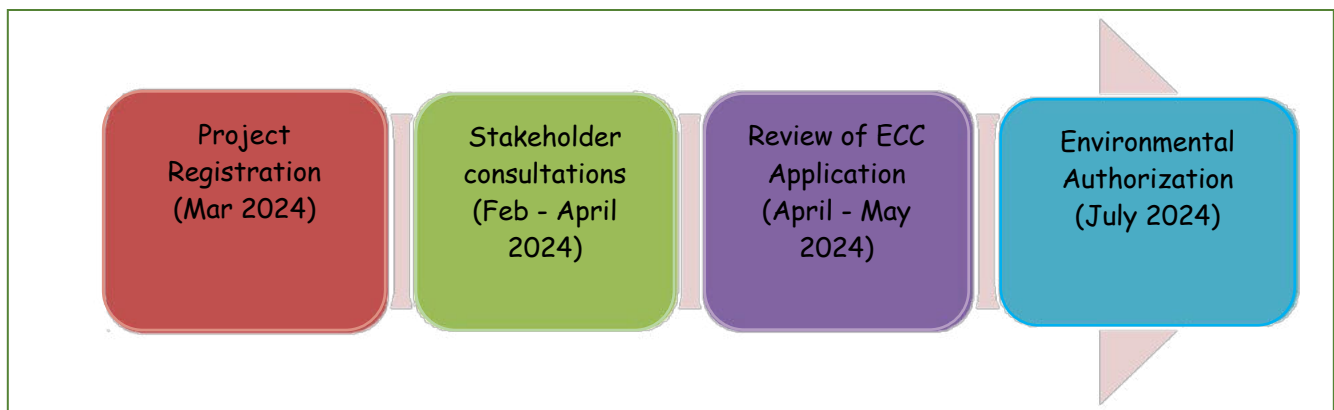 Project
Registration
(Mar 2024)
Stakeholder
consultations
(Feb - April
2024)
Review of ECC
Application
(April - May
2024)
Environmental
Authorization
(July 2024)